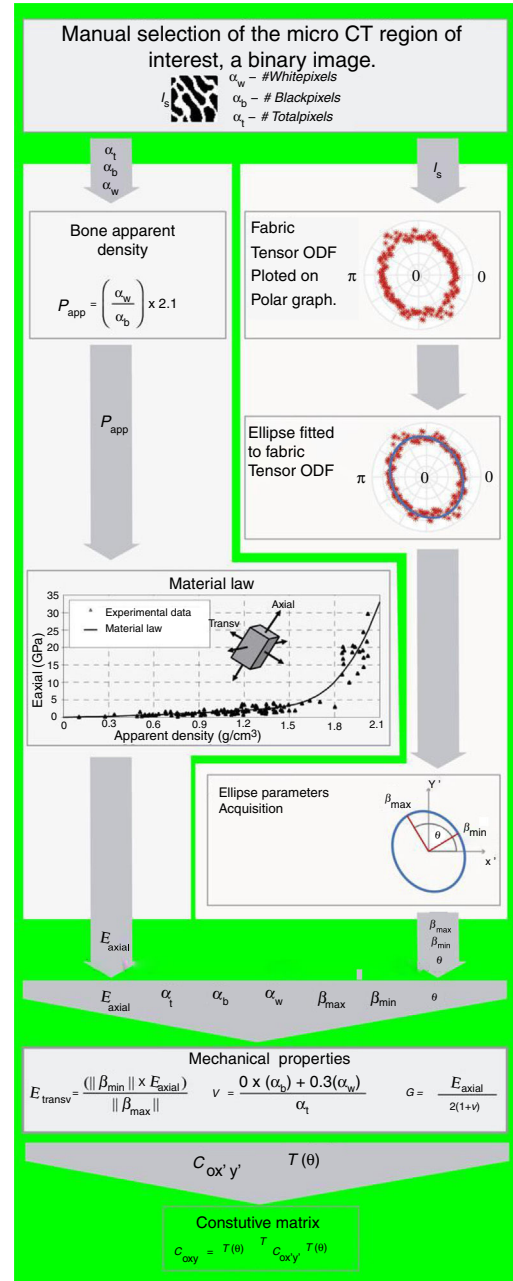 Manual selection of the micro CT region of
interest, a binary image.
I_s
α_w – #Whitepixels
α_b – # Blackpixels
α_t – # Totalpixels
α_t
α_b
α_w
I_s
Bone apparent
density
P_app = (α_w / α_b) x 2.1
Fabric
Tensor ODF
Ploted on
Polar graph.
π 0 0
P_app
Ellipse fitted
to fabric
Tensor ODF
π 0 0
Material law
Eaxial (GPa)
35
30
25
20
15
10
5
0
Experimental data
Material law
Transv
Axial
0 0.3 0.6 0.9 1.2 1.5 1.8 2.1
Apparent density (g/cm³)
Ellipse parameters
Acquisition
Y '
β_max
β_min
θ
x '
E_axial
β_max
β_min
θ
E_axial α_t α_b α_w β_max β_min θ
Mechanical properties
E_transv = (|| β_min || x E_axial) / || β_max ||
V = 0 x (α_b) + 0.3(α_w) / α_t
G = E_axial / 2(1+v)
C_ox' y' T (θ)
Constutive matrix
C_oxy = T (θ)^T C_ox'y' T (θ)